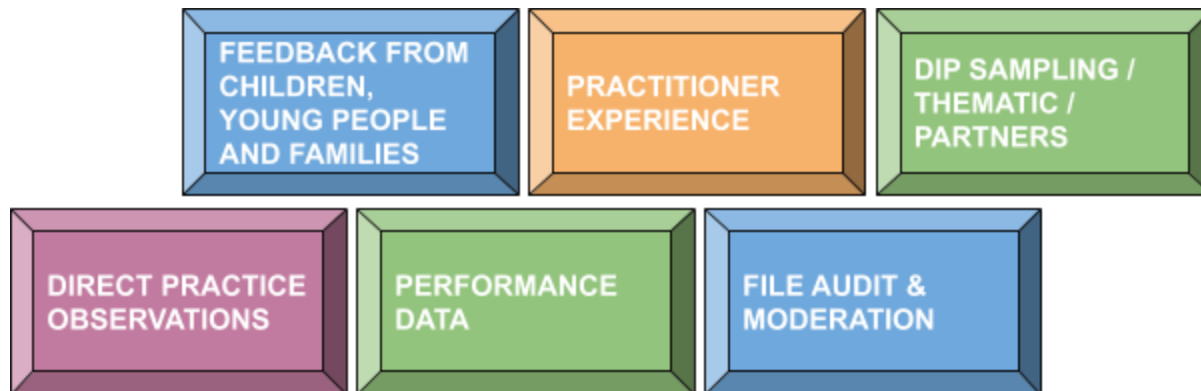 FEEDBACK FROM
CHILDREN,
YOUNG PEOPLE
AND FAMILIES
PRACTITIONER
EXPERIENCE
DIP SAMPLING /
THEMATIC /
PARTNERS
DIRECT PRACTICE
OBSERVATIONS
PERFORMANCE
DATA
FILE AUDIT &
MODERATION